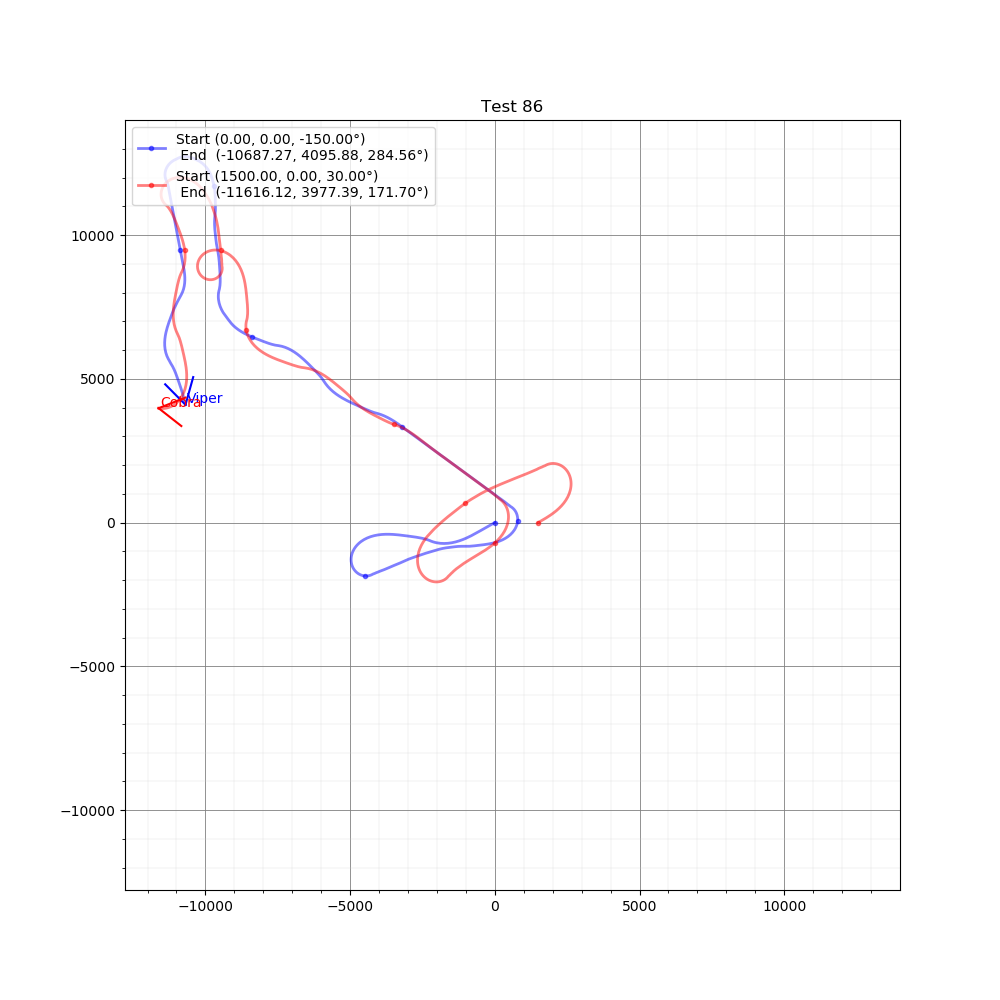 Test 86
Start (0.00, 0.00, -150.00°)
End  (-10687.27, 4095.88, 284.56°)
Start (1500.00, 0.00, 30.00°)
End  (-11616.12, 3977.39, 171.70°)
10000
5000
0
−5000
−10000
Viper
Cobra
−10000
−5000
0
5000
10000